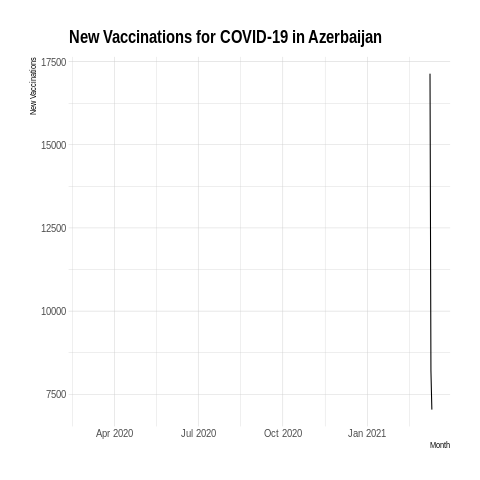 New Vaccinations for COVID-19 in Azerbaijan
New Vaccinations
17500
15000
12500
10000
7500
Apr 2020
Jul 2020
Oct 2020
Jan 2021
Month